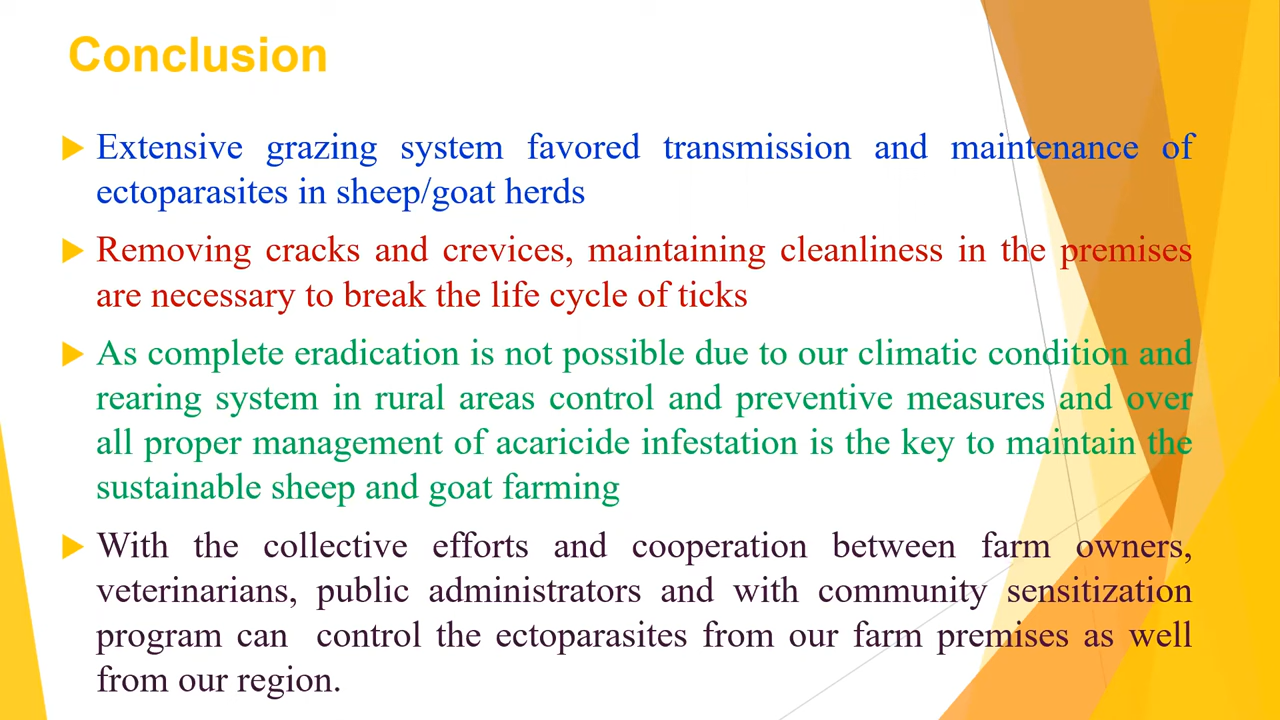 Conclusion
Extensive grazing system favored transmission and maintenance of
ectoparasites in sheep/goat herds
Removing cracks and crevices, maintaining cleanliness in the premises
are necessary to break the life cycle of ticks
As complete eradication is not possible due to our climatic condition and
rearing system in rural areas control and preventive measures and over
all proper management of acaricide infestation is the key to maintain the
sustainable sheep and goat farming
With the collective efforts and cooperation between farm owners,
veterinarians, public administrators and with community sensitization
program can control the ectoparasites from our farm premises as well
from our region.